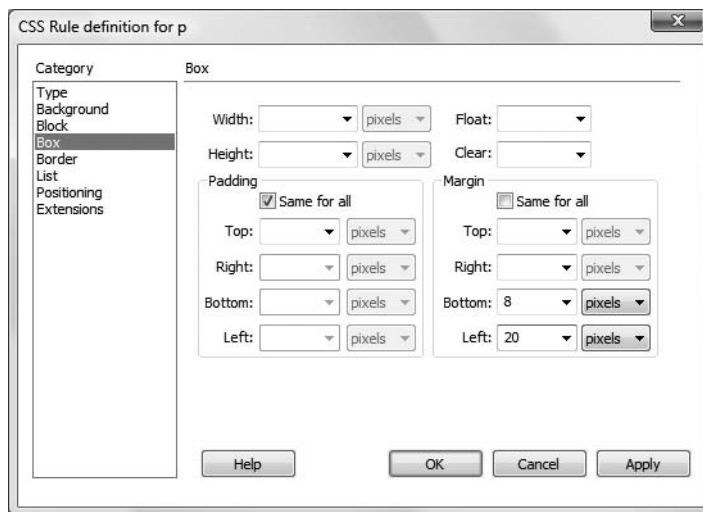 CSS Rule definition for p
X
Category
Type
Background
Block
Box
Border
List
Positioning
Extensions
Box
Width: pixels Float:
Height: pixels Clear:
Padding
Same for all
Top: pixels
Right: pixels
Bottom: pixels
Left: pixels
Margin
Same for all
Top: pixels
Right: pixels
Bottom: 8 pixels
Left: 20 pixels
Help OK Cancel Apply